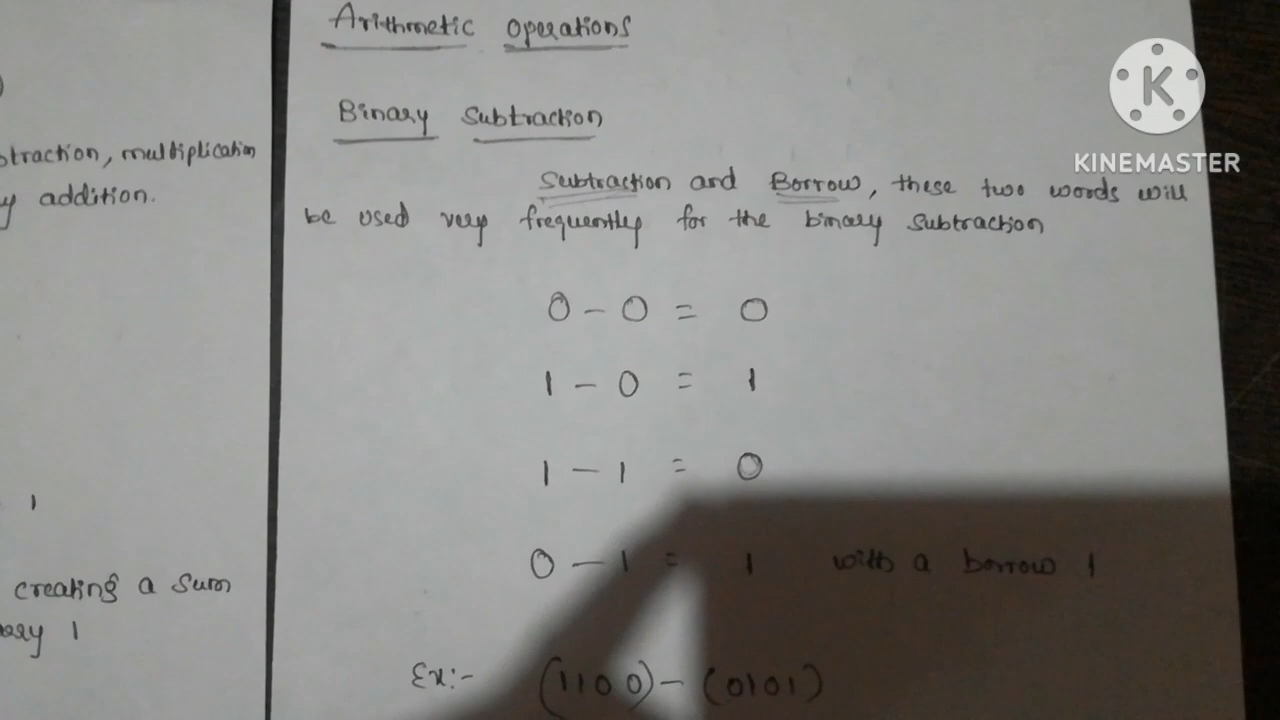 Arithmetic Operations
Binary Subtraction
Subtraction and Borrow, these two words will
be used very frequently for the binary subtraction
0 - 0 = 0
1 - 0 = 1
1 - 1 = 0
0 - 1 = 1 with a borrow 1
Ex:- (1100) - (0101)
btraction, multiplication
y addition.
1
creating a sum
1
K
KINEMASTER